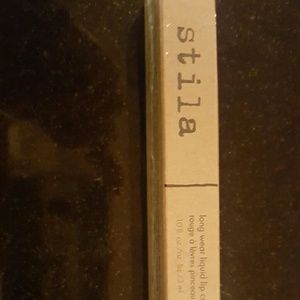 stila
long wear liquid lip c
rouge à lèvres pinceau